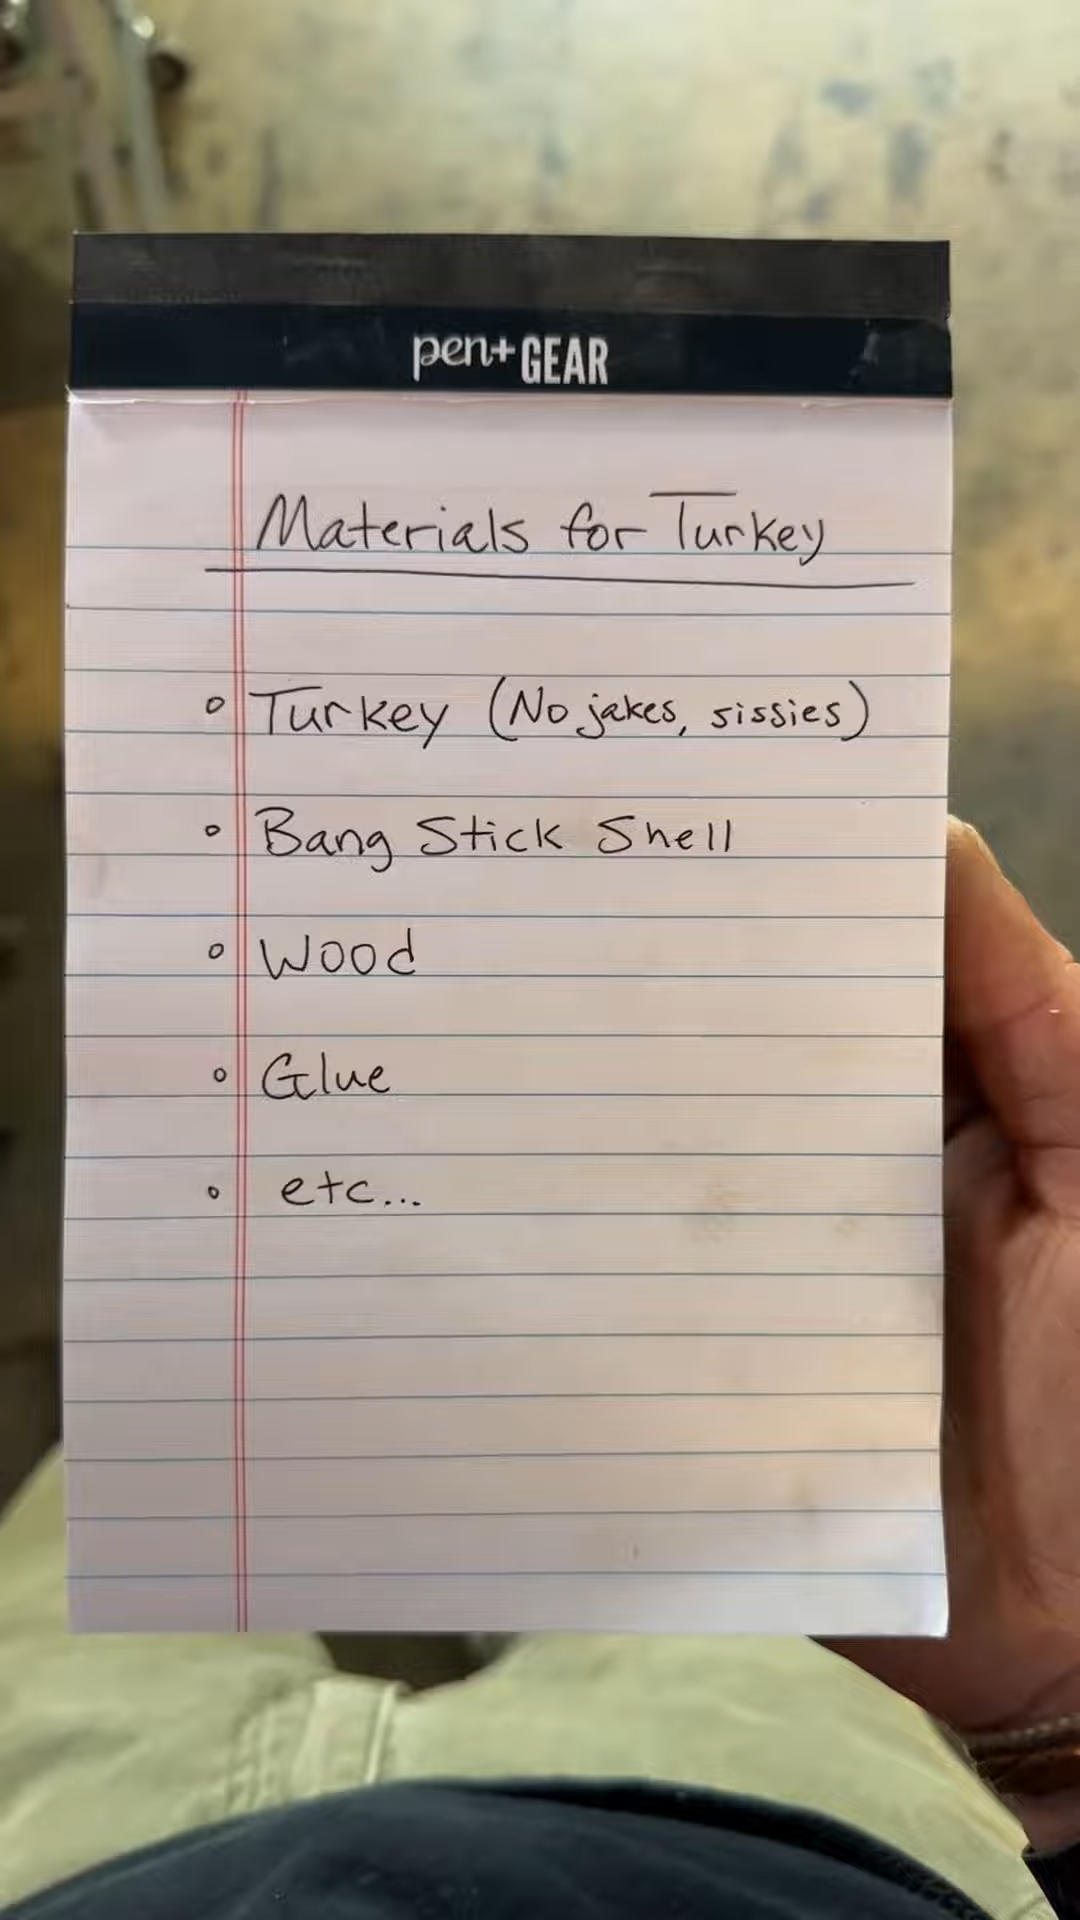 pen+GEAR
Materials for Turkey
Turkey (No jakes, sissies)
Bang Stick Shell
Wood
Glue
etc...